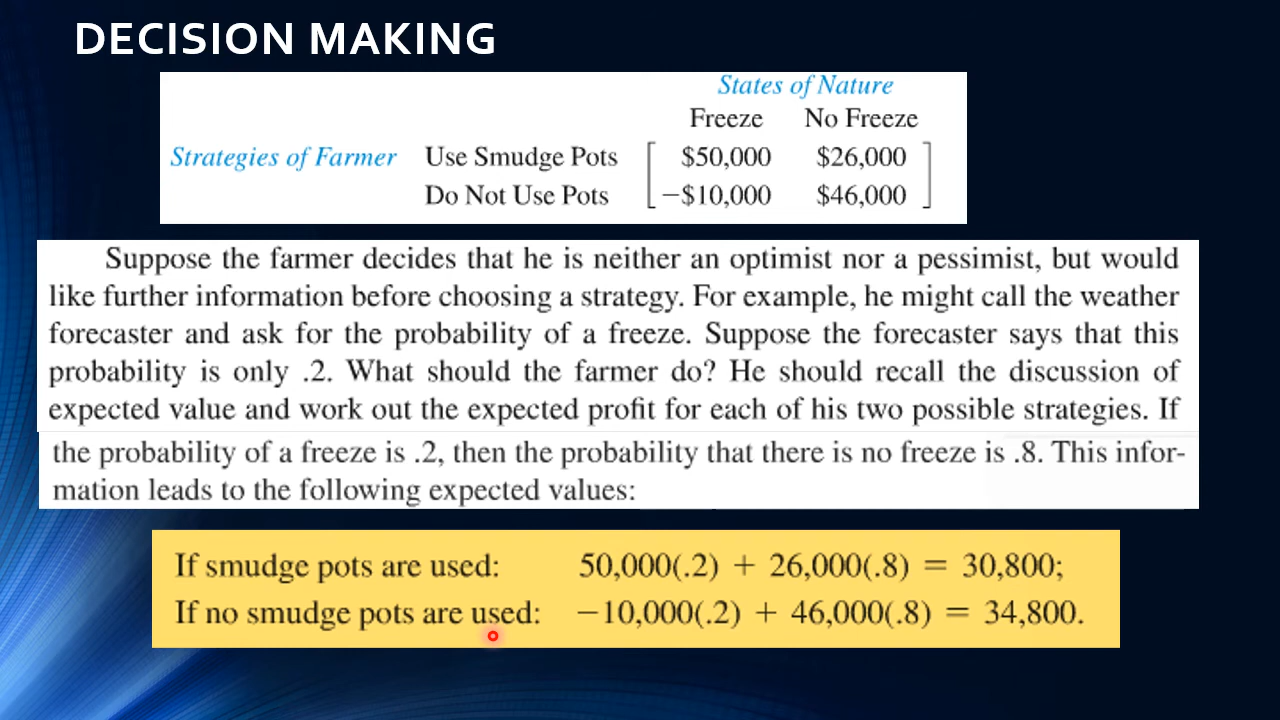 DECISION MAKING
States of Nature
Freeze No Freeze
Strategies of Farmer Use Smudge Pots $50,000 $26,000
Do Not Use Pots −$10,000 $46,000
Suppose the farmer decides that he is neither an optimist nor a pessimist, but would
like further information before choosing a strategy. For example, he might call the weather
forecaster and ask for the probability of a freeze. Suppose the forecaster says that this
probability is only .2. What should the farmer do? He should recall the discussion of
expected value and work out the expected profit for each of his two possible strategies. If
the probability of a freeze is .2, then the probability that there is no freeze is .8. This infor-
mation leads to the following expected values:
If smudge pots are used: 50,000(.2) + 26,000(.8) = 30,800;
If no smudge pots are used: −10,000(.2) + 46,000(.8) = 34,800.